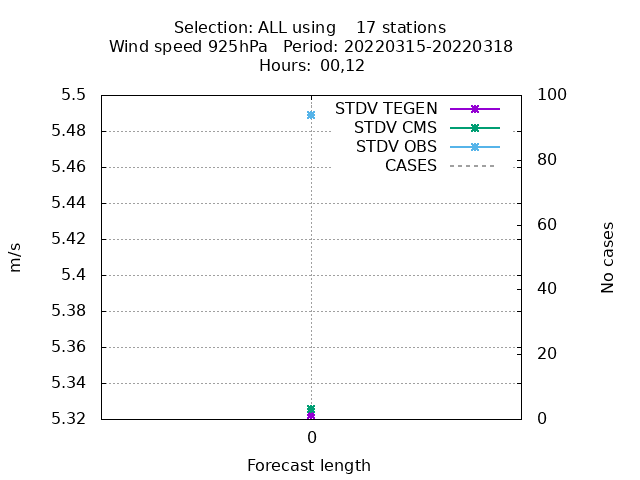 Selection: ALL using    17 stations
Wind speed 925hPa   Period: 20220315-20220318
Hours: 00,12
5.5
5.48
5.46
5.44
5.42
5.4
5.38
5.36
5.34
5.32
m/s
STDV TEGEN
STDV CMS
STDV OBS
CASES
100
80
60
40
20
0
No cases
0
Forecast length